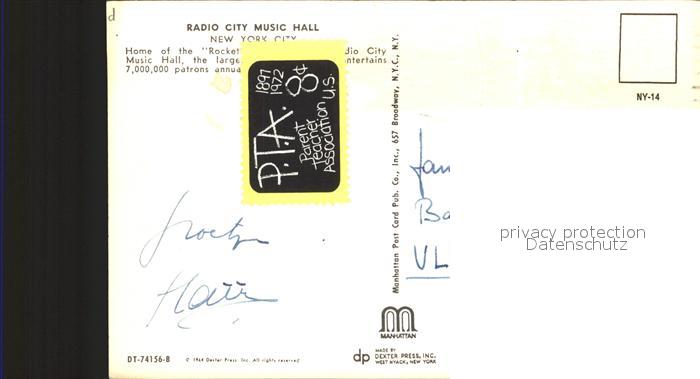 d
RADIO CITY MUSIC HALL
NEW YORK CITY
Home of the "Rocket dio City
Music Hall, the large ntertains
7,000,000 patrons annua
NY-14
P.T.A.
1897
1972
8¢
Parent
Teacher
Association U.S.
Manhattan Post Card Pub. Co., Inc., 657 Broadway, N.Y.C., N.Y.
Jan
Ba
VL
privacy protection
Datenschutz
MANHATTAN
dp MADE BY
DEXTER PRESS, INC.
WEST NYACK, NEW YORK
DT-74156-B
© 1964 Dexter Press, Inc. All rights reserved